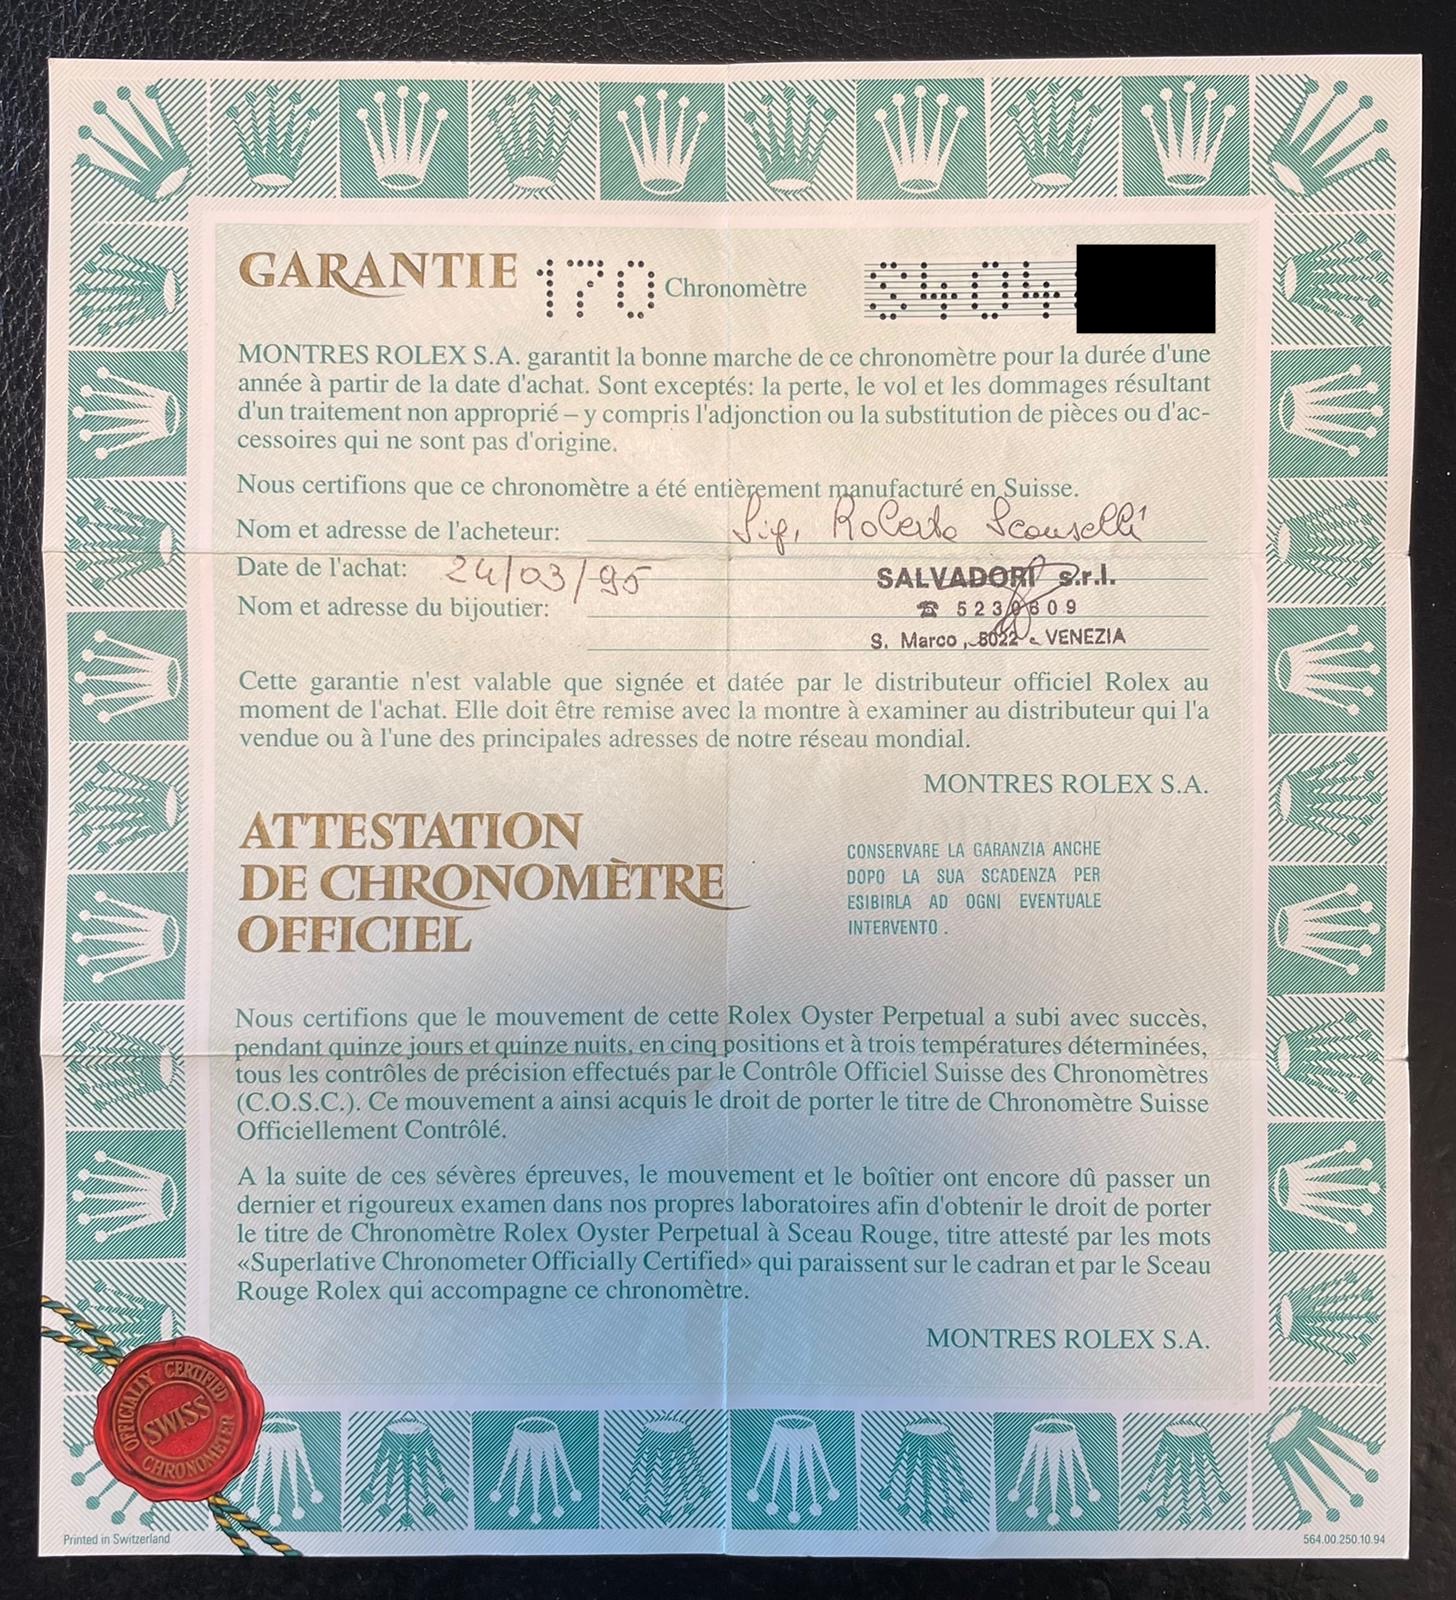 GARANTIE 170 Chronomètre S404
MONTRES ROLEX S.A. garantit la bonne marche de ce chronomètre pour la durée d'une
année à partir de la date d'achat. Sont exceptés: la perte, le vol et les dommages résultant
d'un traitement non approprié – y compris l'adjonction ou la substitution de pièces ou d'ac-
cessoires qui ne sont pas d'origine.
Nous certifions que ce chronomètre a été entièrement manufacturé en Suisse.
Nom et adresse de l'acheteur: Sig. Roberto
Date de l'achat: 24/03/95
SALVADORI s.r.l.
Nom et adresse du bijoutier: ☎ 5230609
S. Marco, 5022 - VENEZIA
Cette garantie n'est valable que signée et datée par le distributeur officiel Rolex au
moment de l'achat. Elle doit être remise avec la montre à examiner au distributeur qui l'a
vendue ou à l'une des principales adresses de notre réseau mondial.
MONTRES ROLEX S.A.
ATTESTATION
DE CHRONOMÈTRE
OFFICIEL
CONSERVARE LA GARANZIA ANCHE
DOPO LA SUA SCADENZA PER
ESIBIRLA AD OGNI EVENTUALE
INTERVENTO .
Nous certifions que le mouvement de cette Rolex Oyster Perpetual a subi avec succès,
pendant quinze jours et quinze nuits, en cinq positions et à trois températures déterminées,
tous les contrôles de précision effectués par le Contrôle Officiel Suisse des Chronomètres
(C.O.S.C.). Ce mouvement a ainsi acquis le droit de porter le titre de Chronomètre Suisse
Officiellement Contrôlé.
A la suite de ces sévères épreuves, le mouvement et le boîtier ont encore dû passer un
dernier et rigoureux examen dans nos propres laboratoires afin d'obtenir le droit de porter
le titre de Chronomètre Rolex Oyster Perpetual à Sceau Rouge, titre attesté par les mots
«Superlative Chronometer Officially Certified» qui paraissent sur le cadran et par le Sceau
Rouge Rolex qui accompagne ce chronomètre.
MONTRES ROLEX S.A.
OFFICIALLY CERTIFIED
SWISS
CHRONOMETER
Printed in Switzerland
564.00.250.10.94